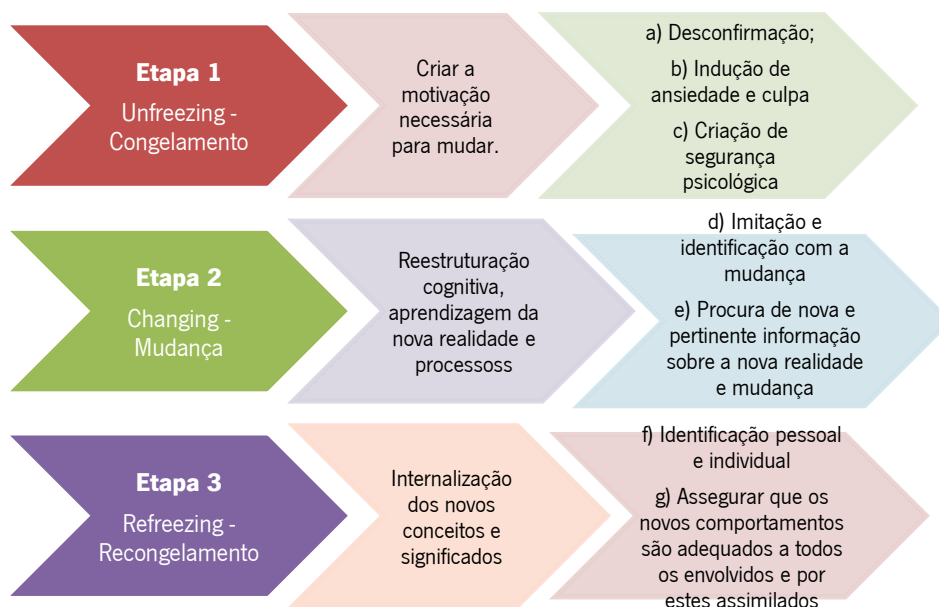 Etapa 1
Unfreezing -
Congelamento
Criar a
motivação
necessária
para mudar.
a) Desconfirmação;
b) Indução de
ansiedade e culpa
c) Criação de
segurança
psicológica
Etapa 2
Changing -
Mudança
Reestruturação
cognitiva,
aprendizagem da
nova realidade e
processoss
d) Imitação e
identificação com a
mudança
e) Procura de nova e
pertinente informação
sobre a nova realidade
e mudança
Etapa 3
Refreezing -
Recongelamento
Internalização
dos novos
conceitos e
significados
f) Identificação pessoal
e individual
g) Assegurar que os
novos comportamentos
são adequados a todos
os envolvidos e por
estes assimilados